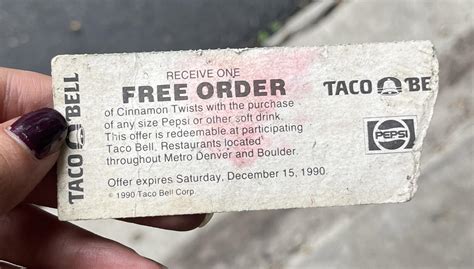 TACO BELL
RECEIVE ONE
FREE ORDER
of Cinnamon Twists with the purchase
of any size Pepsi or other soft drink.
This offer is redeemable at participating
Taco Bell, Restaurants located
throughout Metro Denver and Boulder.
Offer expires Saturday, December 15, 1990.
© 1990 Taco Bell Corp.
TACO BE
PEPSI